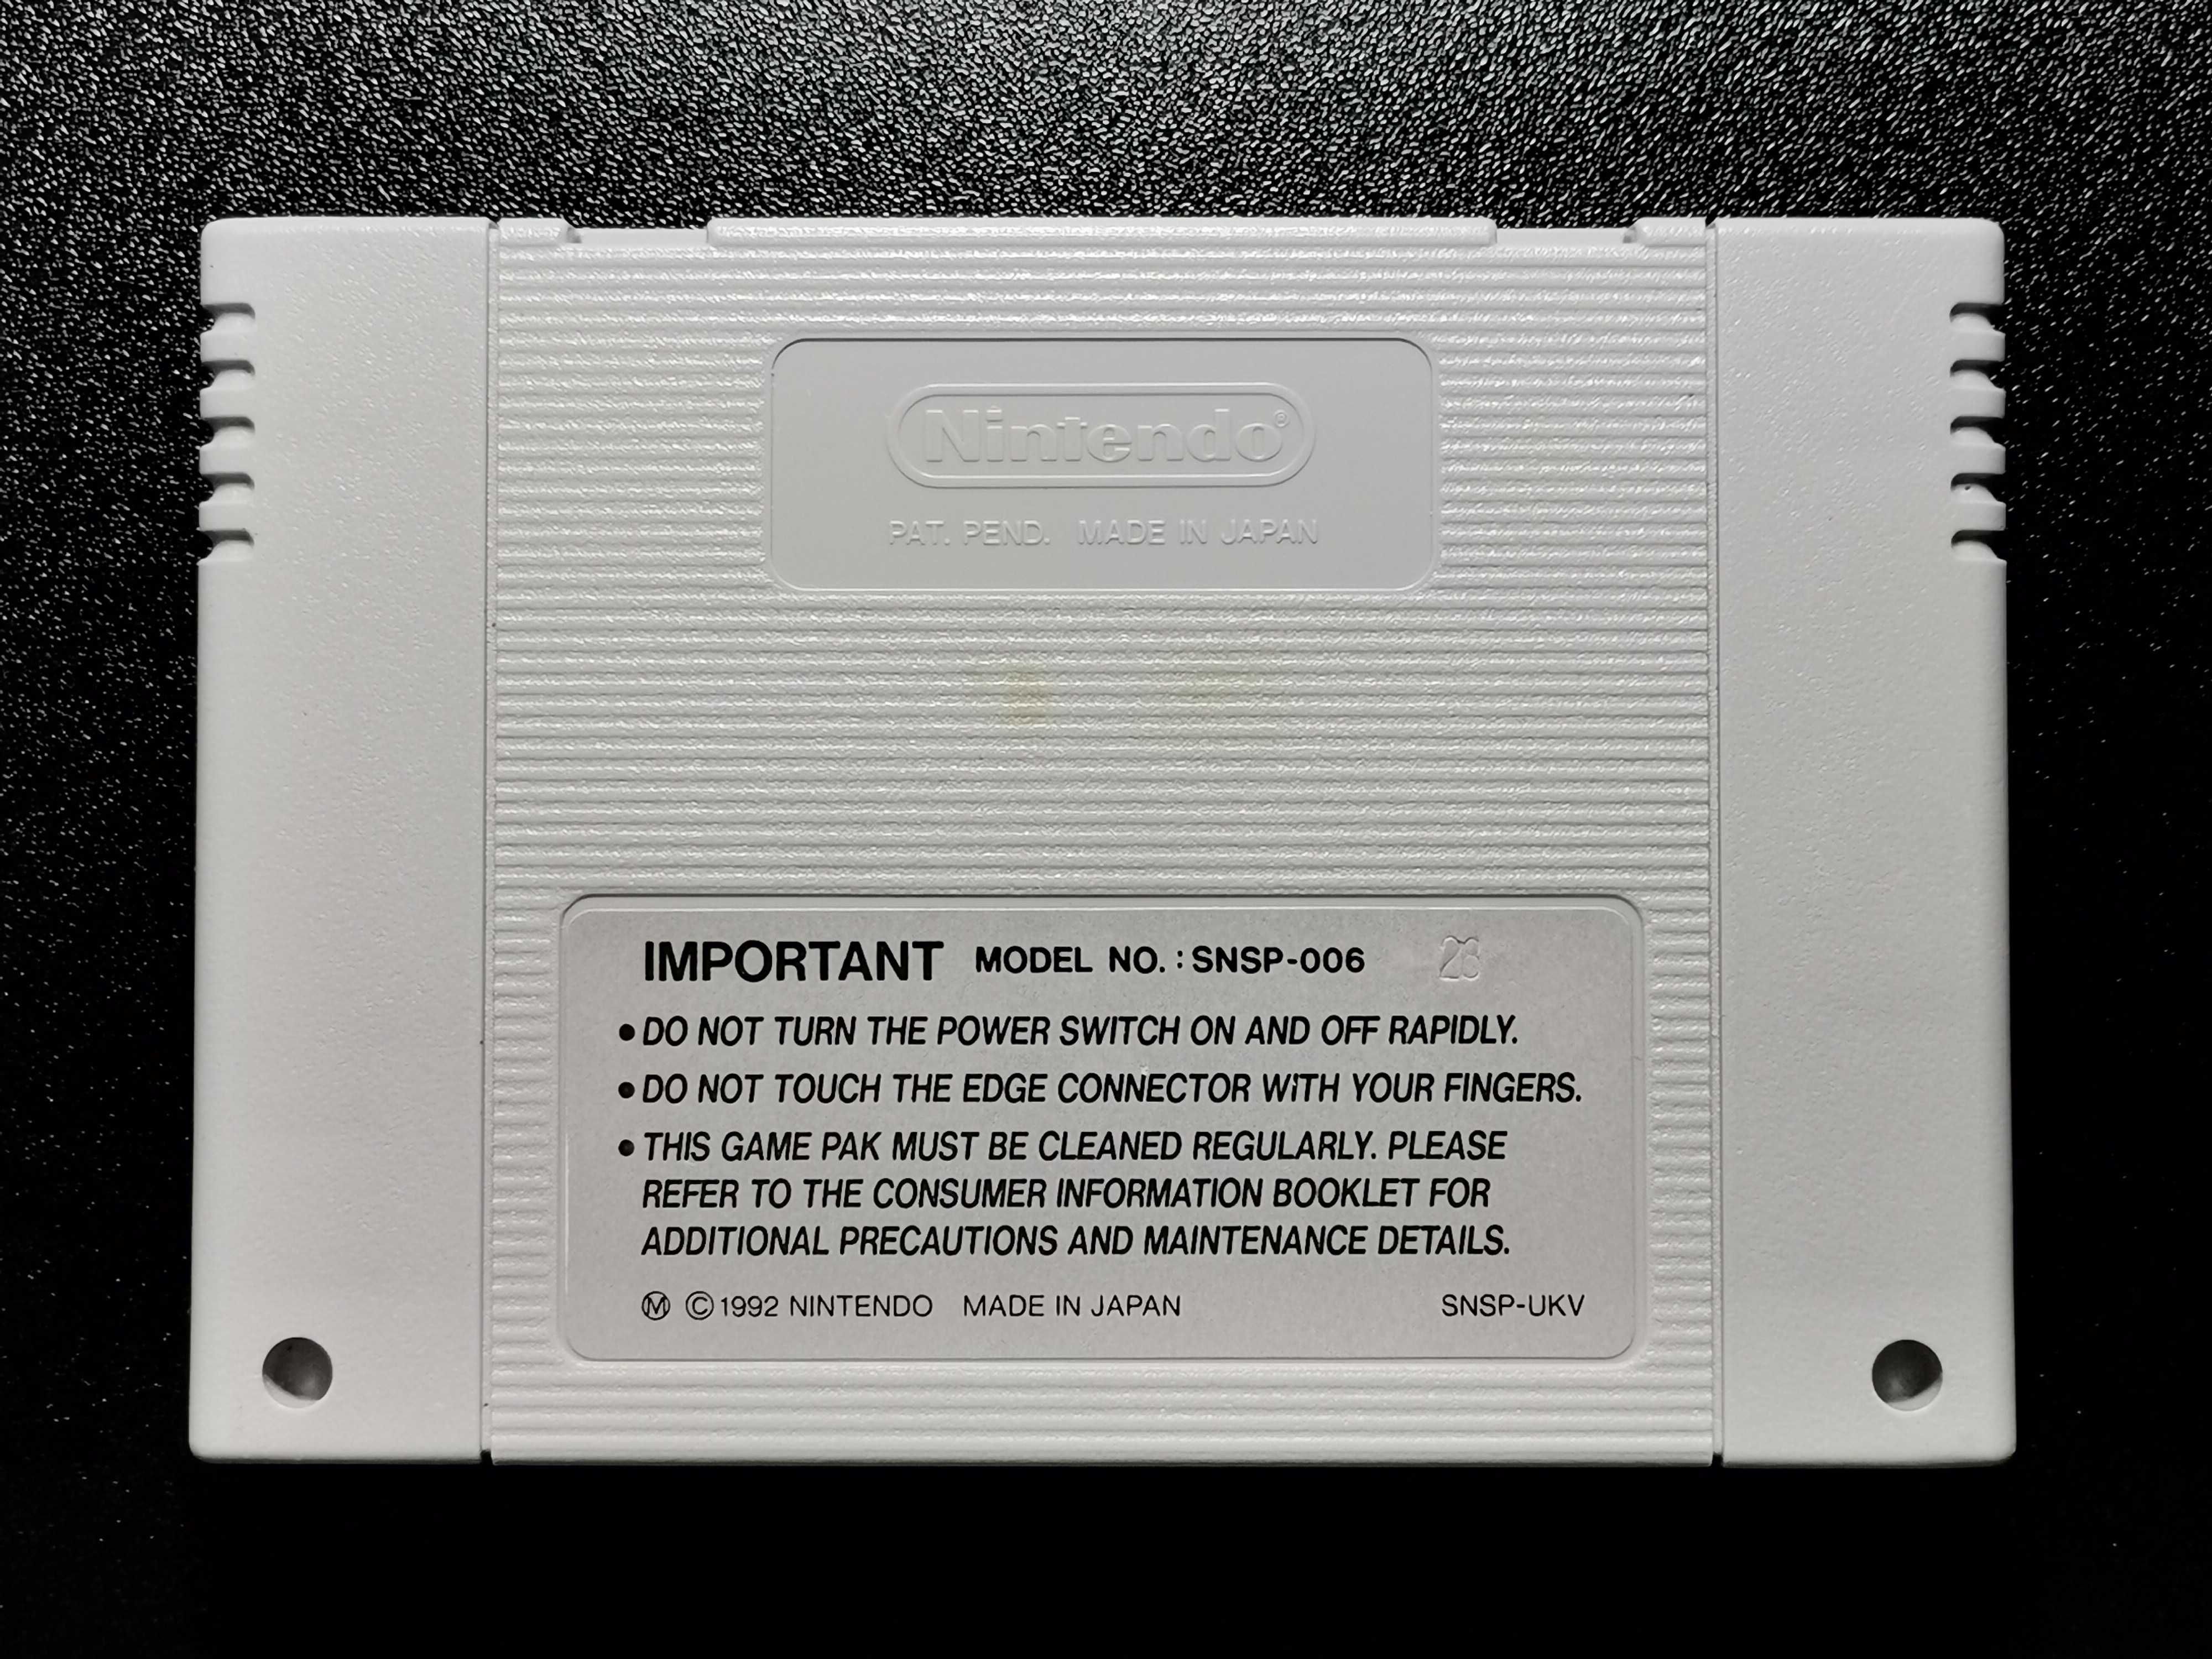 Nintendo®
PAT. PEND. MADE IN JAPAN
IMPORTANT MODEL NO.: SNSP-006
•DO NOT TURN THE POWER SWITCH ON AND OFF RAPIDLY.
•DO NOT TOUCH THE EDGE CONNECTOR WiTH YOUR FINGERS.
•THIS GAME PAK MUST BE CLEANED REGULARLY. PLEASE
REFER TO THE CONSUMER INFORMATION BOOKLET FOR
ADDITIONAL PRECAUTIONS AND MAINTENANCE DETAILS.
Ⓜ ©1992 NINTENDO MADE IN JAPAN SNSP-UKV